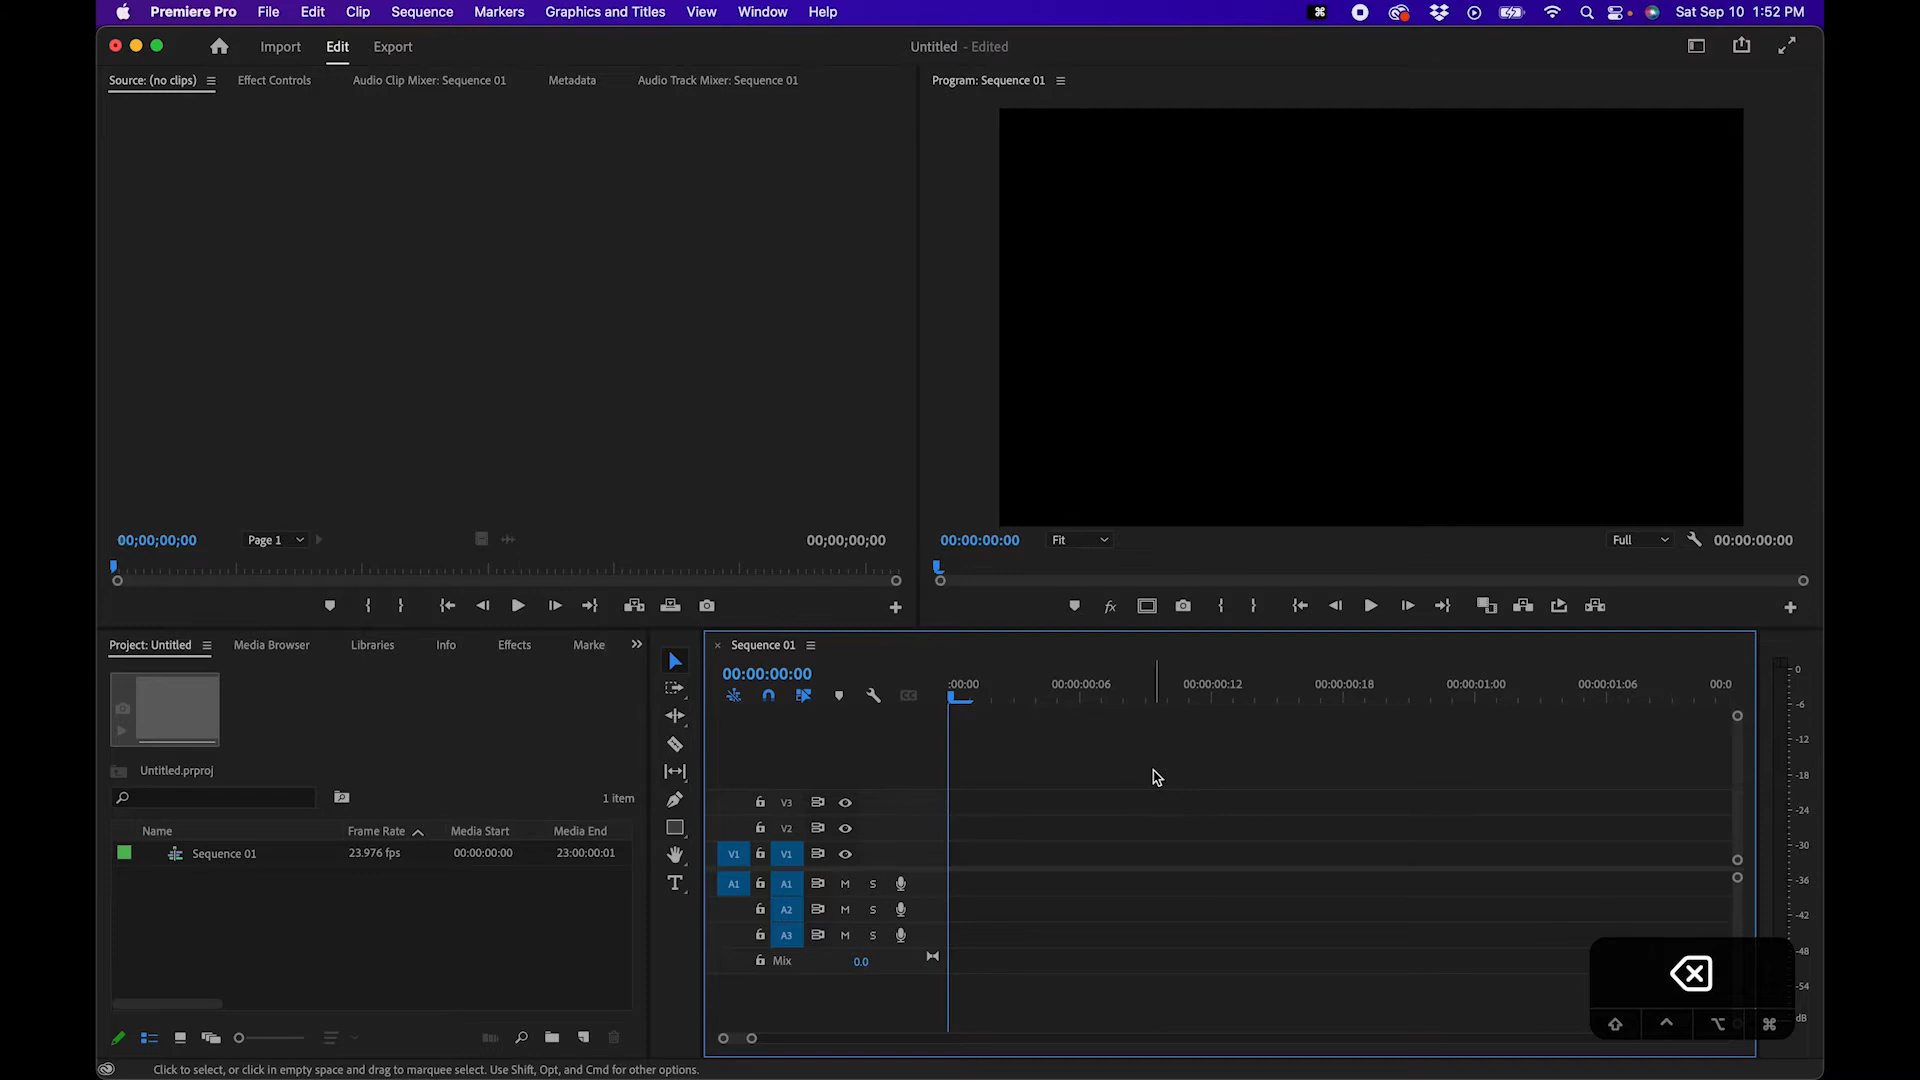 Premiere Pro File Edit Clip Sequence Markers Graphics and Titles View Window Help Sat Sep 10 1:52 PM
Import Edit Export Untitled - Edited
Source: (no clips) Effect Controls Audio Clip Mixer: Sequence 01 Metadata Audio Track Mixer: Sequence 01 Program: Sequence 01
00;00;00;00 Page 1 00;00;00;00 00:00:00:00 Fit Full 00:00:00:00
Project: Untitled Media Browser Libraries Info Effects Marke
Sequence 01
00:00:00:00
:00:00 00:00:00:06 00:00:00:12 00:00:00:18 00:00:01:00 00:00:01:06 00:0
Untitled.prproj
1 item
Name Frame Rate Media Start Media End
Sequence 01 23.976 fps 00:00:00:00 23:00:00:01
V3
V2
V1 V1
A1 A1 M S
A2 M S
A3 M S
Mix 0.0
0
-6
-12
-18
-24
-30
-36
-42
-48
-54
dB
Click to select, or click in empty space and drag to marquee select. Use Shift, Opt, and Cmd for other options.